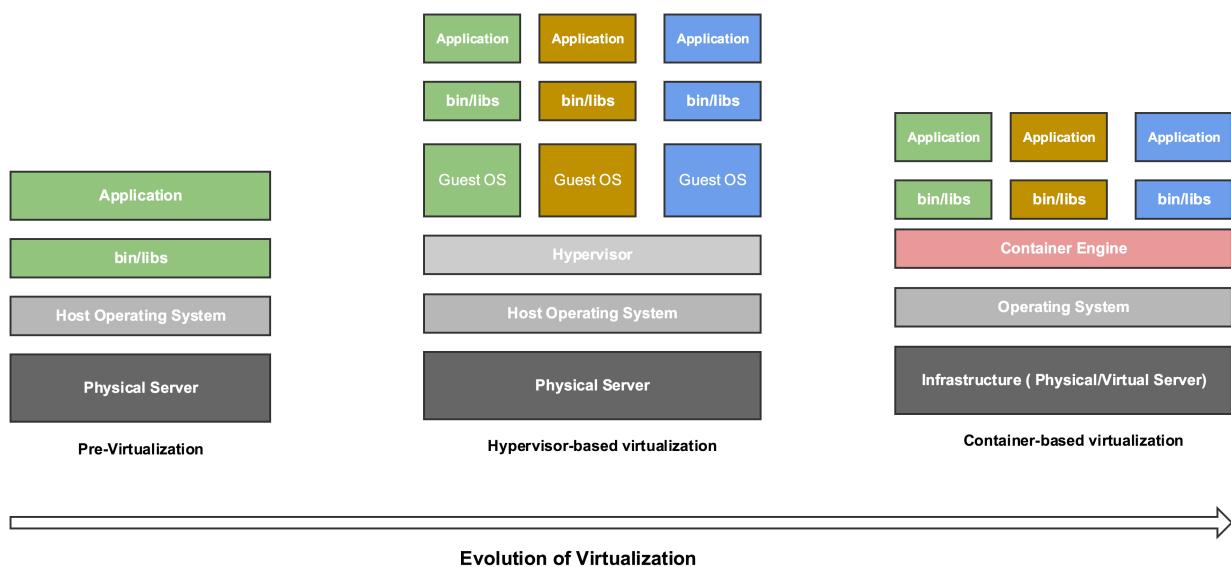 Application
bin/libs
Host Operating System
Physical Server
Pre-Virtualization
Application Application Application
bin/libs bin/libs bin/libs
Guest OS Guest OS Guest OS
Hypervisor
Host Operating System
Physical Server
Hypervisor-based virtualization
Application Application Application
bin/libs bin/libs bin/libs
Container Engine
Operating System
Infrastructure ( Physical/Virtual Server)
Container-based virtualization
Evolution of Virtualization